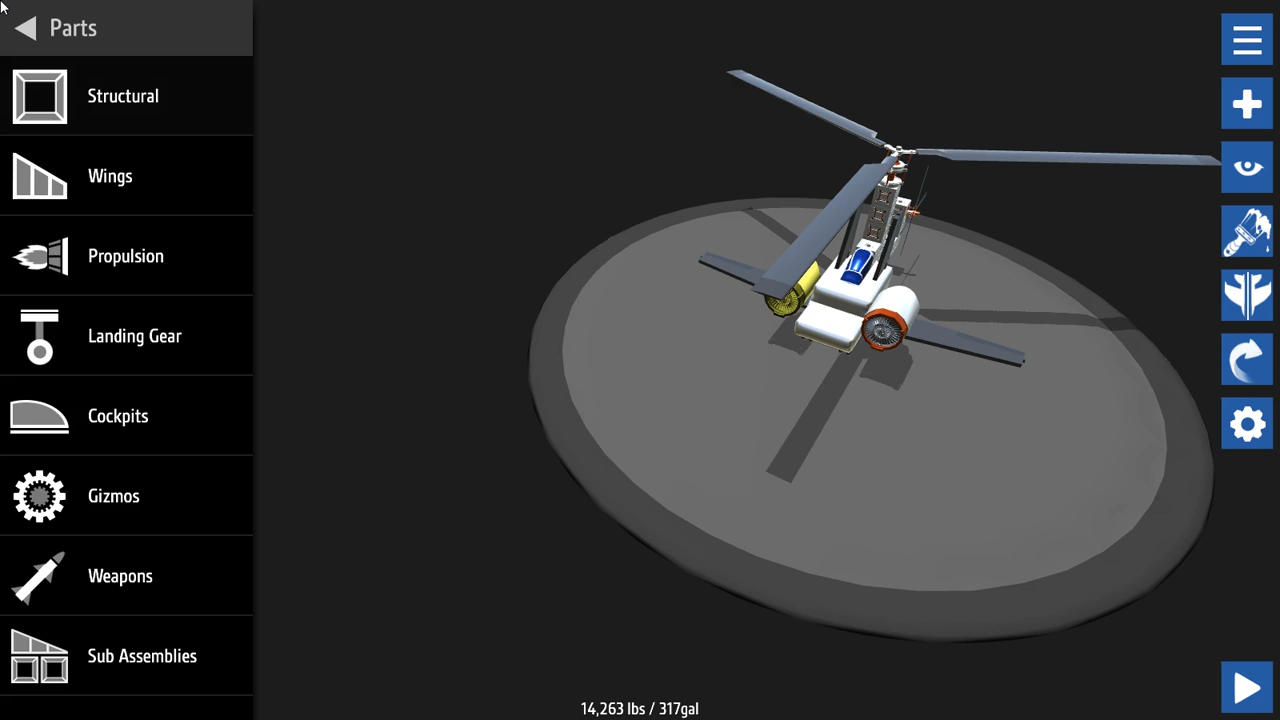 Parts
Structural
Wings
Propulsion
Landing Gear
Cockpits
Gizmos
Weapons
Sub Assemblies
14,263 lbs / 317gal